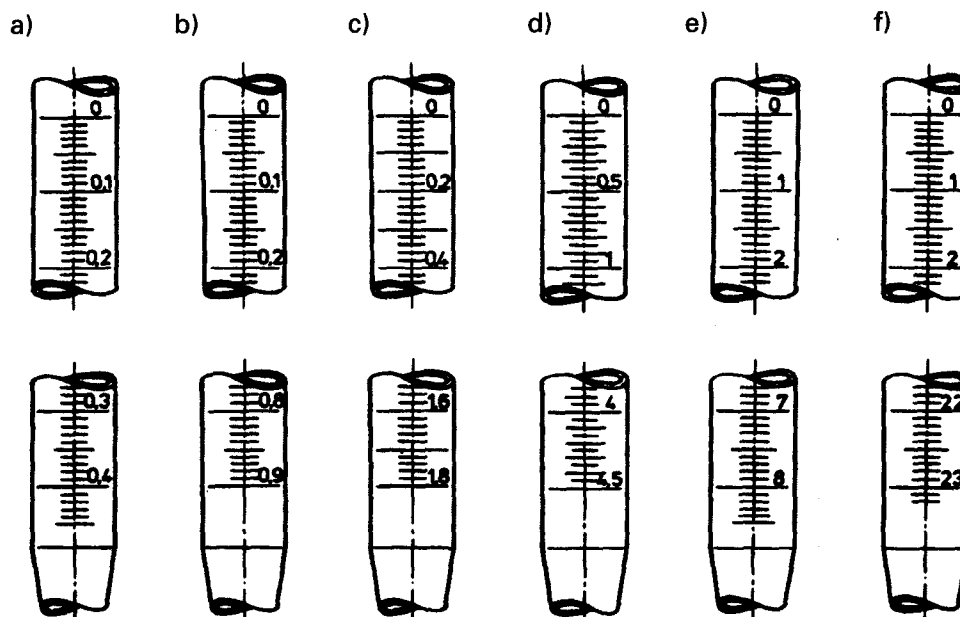 a) b) c) d) e) f)
0 0 0 0 0 0
0,1 0,1 0,2 0,5 1 1
0,2 0,2 0,4 1 2 2
0,3 0,8 1,6 4 7 22
0,4 0,9 1,8 4,5 8 23